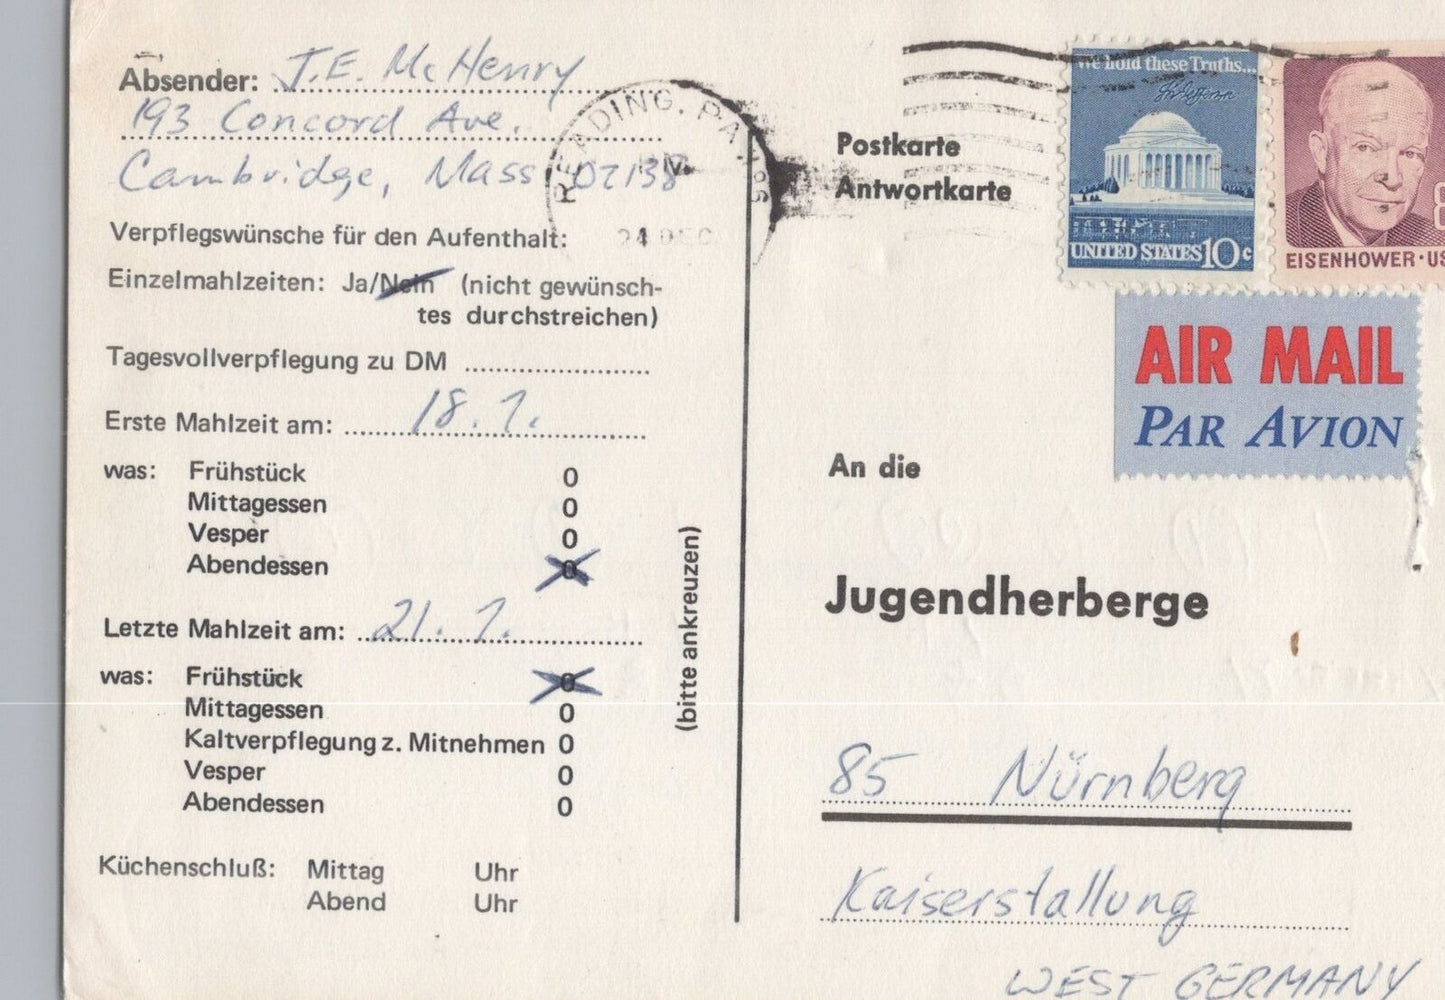 Absender: J.E. McHenry
193 Concord Ave.
Cambridge, Mass 02138
READING, PA
24 DEC
Verpflegswünsche für den Aufenthalt:
Einzelmahlzeiten: Ja/Nein (nicht gewünsch-
tes durchstreichen)
Tagesvollverpflegung zu DM
Erste Mahlzeit am: 18.7.
was: Frühstück 0
Mittagessen 0
Vesper 0
Abendessen 0
Letzte Mahlzeit am: 21.7.
was: Frühstück 0
Mittagessen 0
Kaltverpflegung z. Mitnehmen 0
Vesper 0
Abendessen 0
(bitte ankreuzen)
Küchenschluß: Mittag Uhr
Abend Uhr
Postkarte
Antwortkarte
We hold these Truths...
UNITED STATES 10c
EISENHOWER·US
8
AIR MAIL
PAR AVION
An die
Jugendherberge
85 Nürnberg
Kaiserstallung
WEST GERMANY